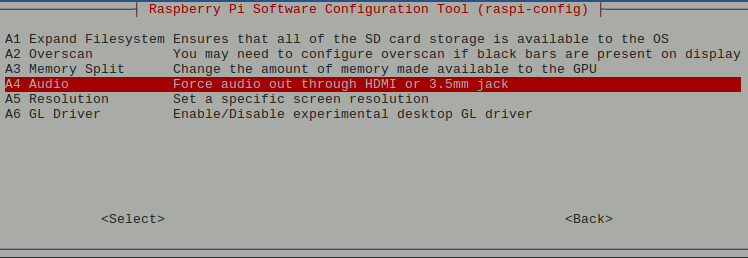 Raspberry Pi Software Configuration Tool (raspi-config)
A1 Expand Filesystem Ensures that all of the SD card storage is available to the OS
A2 Overscan You may need to configure overscan if black bars are present on display
A3 Memory Split Change the amount of memory made available to the GPU
A4 Audio Force audio out through HDMI or 3.5mm jack
A5 Resolution Set a specific screen resolution
A6 GL Driver Enable/Disable experimental desktop GL driver
<Select> <Back>